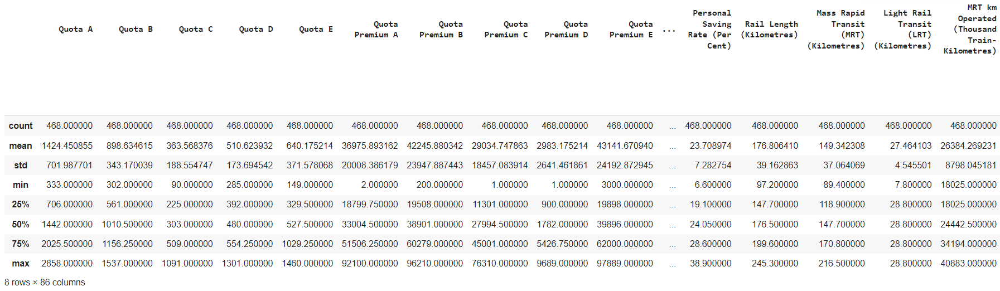 Quota A Quota B Quota C Quota D Quota E Quota Premium A Quota Premium B Quota Premium C Quota Premium D Quota Premium E ... Personal Saving Rate (Per Cent) Rail Length (Kilometres) Mass Rapid Transit (MRT) (Kilometres) Light Rail Transit (LRT) (Kilometres) MRT km Operated (Thousand Train-Kilometres)
count 468.000000 468.000000 468.000000 468.000000 468.000000 468.000000 468.000000 468.000000 468.000000 468.000000 ... 468.000000 468.000000 468.000000 468.000000 468.000000
mean 1424.450855 898.634615 363.568376 510.623932 640.175214 36975.893162 42245.880342 29034.747863 2983.175214 43141.670940 ... 23.708974 176.806410 149.342308 27.464103 26384.269231
std 701.987701 343.170039 188.554747 173.694542 371.578068 20008.386179 23947.887443 18457.083914 2641.461861 24192.872945 ... 7.282754 39.162863 37.064069 4.545501 8798.045181
min 333.000000 302.000000 90.000000 285.000000 149.000000 2.000000 200.000000 1.000000 1.000000 3000.000000 ... 6.600000 97.200000 89.400000 7.800000 18025.000000
25% 706.000000 561.000000 225.000000 392.000000 329.500000 18799.750000 19508.000000 11301.000000 900.000000 19898.000000 ... 19.100000 147.700000 118.900000 28.800000 18025.000000
50% 1442.000000 1010.500000 303.000000 480.000000 527.500000 33004.500000 38901.000000 27994.500000 1782.000000 39896.000000 ... 24.050000 176.500000 147.700000 28.800000 24442.500000
75% 2025.500000 1156.250000 509.000000 554.250000 1029.250000 51506.250000 60279.000000 45001.000000 5426.750000 62000.000000 ... 28.600000 199.600000 170.800000 28.800000 34194.000000
max 2858.000000 1537.000000 1091.000000 1301.000000 1460.000000 92100.000000 96210.000000 76310.000000 9689.000000 97889.000000 ... 38.900000 245.300000 216.500000 28.800000 40883.000000
8 rows × 86 columns